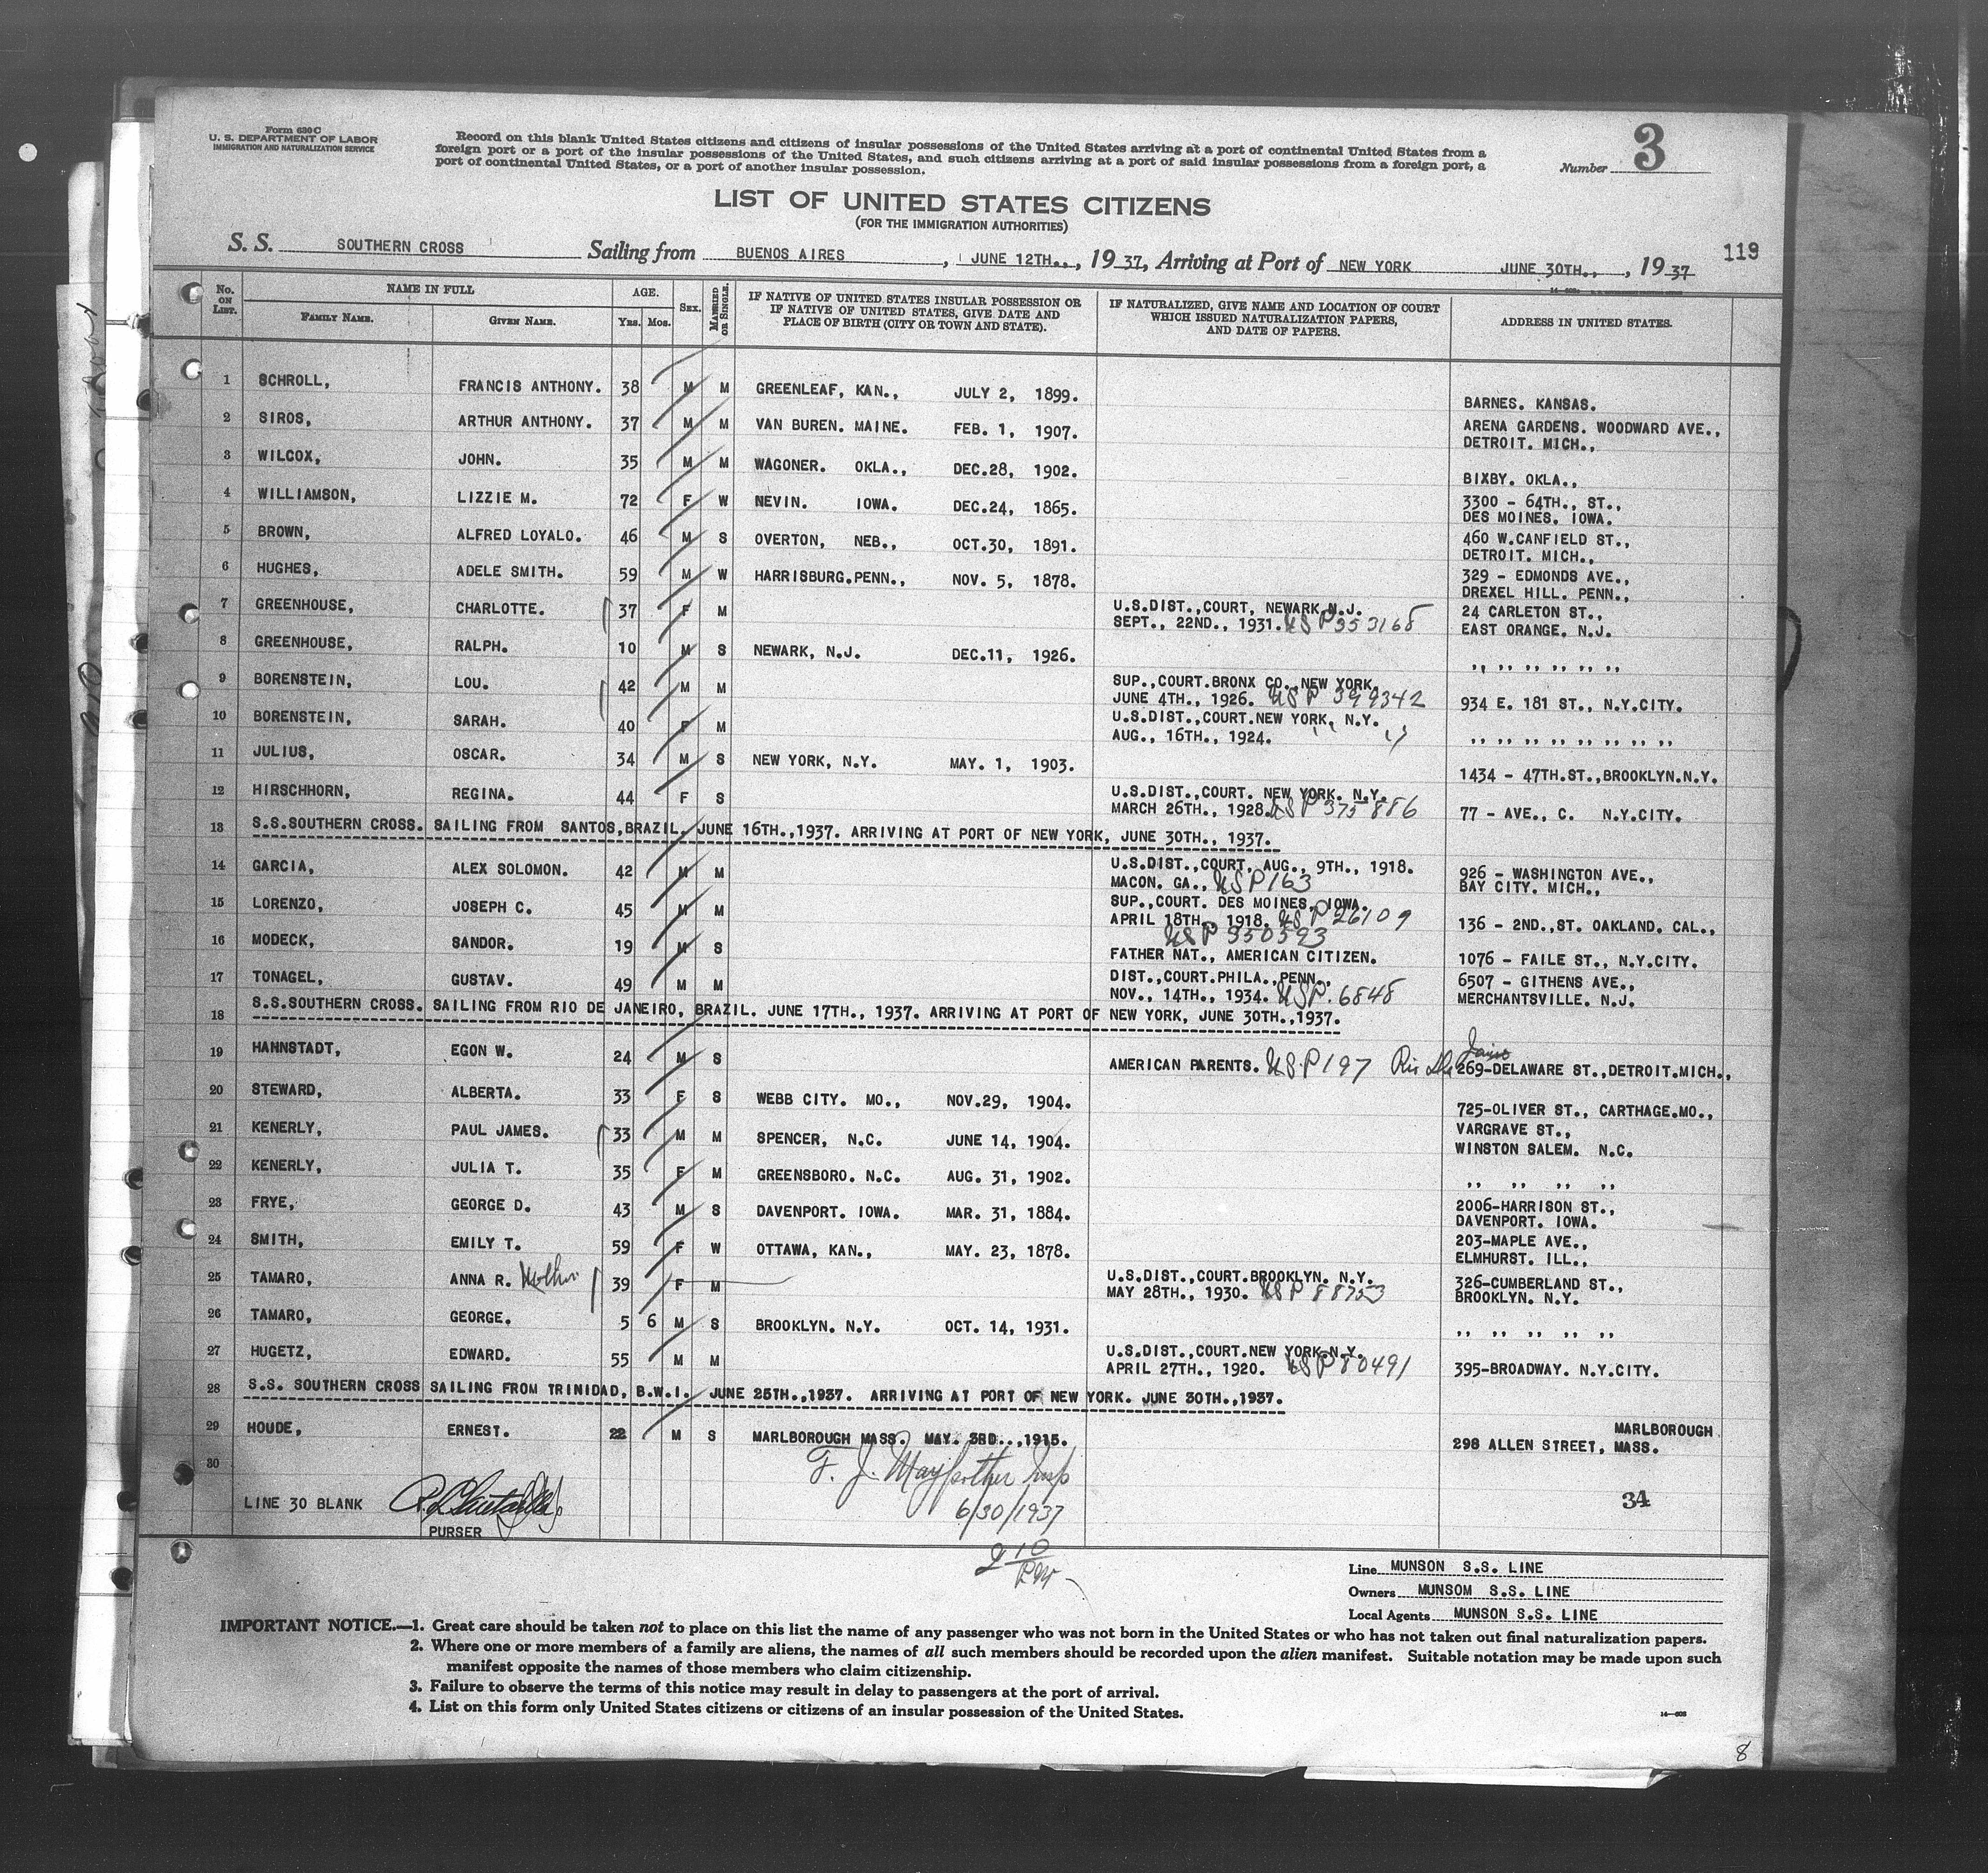 Form 630 C
U. S. DEPARTMENT OF LABOR
IMMIGRATION AND NATURALIZATION SERVICE
Record on this blank United States citizens and citizens of insular possessions of the United States arriving at a port of continental United States from a
foreign port or a port of the insular possessions of the United States, and such citizens arriving at a port of said insular possessions from a foreign port, a
port of continental United States, or a port of another insular possession.
Number 3
LIST OF UNITED STATES CITIZENS
(FOR THE IMMIGRATION AUTHORITIES)
S. S. SOUTHERN CROSS Sailing from BUENOS AIRES, JUNE 12TH., 1937, Arriving at Port of NEW YORK JUNE 30TH., 1937
119
No. ON LIST. NAME IN FULL AGE. Sex. MARRIED OR SINGLE. IF NATIVE OF UNITED STATES INSULAR POSSESSION OR IF NATIVE OF UNITED STATES, GIVE DATE AND PLACE OF BIRTH (CITY OR TOWN AND STATE). IF NATURALIZED, GIVE NAME AND LOCATION OF COURT WHICH ISSUED NATURALIZATION PAPERS, AND DATE OF PAPERS. ADDRESS IN UNITED STATES.
FAMILY NAME. GIVEN NAME. Yrs. Mos.
1 SCHROLL, FRANCIS ANTHONY. 38 M M GREENLEAF, KAN., JULY 2, 1899. BARNES. KANSAS.
2 SIROS, ARTHUR ANTHONY. 37 M M VAN BUREN. MAINE. FEB. 1, 1907. ARENA GARDENS. WOODWARD AVE.,
DETROIT. MICH.,
3 WILCOX, JOHN. 35 M M WAGONER. OKLA., DEC.28, 1902. BIXBY. OKLA.,
4 WILLIAMSON, LIZZIE M. 72 F W NEVIN. IOWA. DEC.24, 1865. 3300 - 64TH., ST.,
DES MOINES. IOWA.
5 BROWN, ALFRED LOYALO. 46 M S OVERTON, NEB., OCT.30, 1891. 460 W.CANFIELD ST.,
DETROIT. MICH.,
6 HUGHES, ADELE SMITH. 59 M W HARRISBURG.PENN., NOV. 5, 1878. 329 - EDMONDS AVE.,
DREXEL HILL. PENN.,
7 GREENHOUSE, CHARLOTTE. 37 F M U.S.DIST.,COURT, NEWARK N.J. 24 CARLETON ST.,
SEPT., 22ND., 1931. USP 353168 EAST ORANGE. N.J.
8 GREENHOUSE, RALPH. 10 M S NEWARK, N.J. DEC.11, 1926. ,, ,, ,, ,, ,, ,, ,,
9 BORENSTEIN, LOU. 42 M M SUP.,COURT.BRONX CO. NEW YORK.
JUNE 4TH., 1926. USP 399342 934 E. 181 ST., N.Y.CITY.
10 BORENSTEIN, SARAH. 40 F M U.S.DIST.,COURT.NEW YORK, N.Y.
AUG., 16TH., 1924. ,, ,, ,, ,, ,, ,, ,, ,, ,, ,, ,,
11 JULIUS, OSCAR. 34 M S NEW YORK, N.Y. MAY. 1, 1903. 1434 - 47TH.ST.,BROOKLYN.N.Y.
12 HIRSCHHORN, REGINA. 44 F S U.S.DIST.,COURT. NEW YORK. N.Y.
MARCH 26TH., 1928. USP 375886 77 - AVE., C. N.Y.CITY.
13 S.S.SOUTHERN CROSS. SAILING FROM SANTOS,BRAZIL. JUNE 16TH.,1937. ARRIVING AT PORT OF NEW YORK, JUNE 30TH., 1937.
14 GARCIA, ALEX SOLOMON. 42 M M U.S.DIST.,COURT, AUG., 9TH., 1918. 926 - WASHINGTON AVE.,
MACON. GA., USP 163 BAY CITY. MICH.,
15 LORENZO, JOSEPH C. 45 M M SUP.,COURT. DES MOINES, IOWA.
APRIL 18TH. 1918. USP 26109 136 - 2ND.,ST. OAKLAND. CAL.,
16 MODECK, SANDOR. 19 M S USP 350593
FATHER NAT., AMERICAN CITIZEN. 1076 - FAILE ST., N.Y.CITY.
17 TONAGEL, GUSTAV. 49 M M DIST.,COURT.PHILA.,PENN., 6507 - GITHENS AVE.,
NOV., 14TH., 1934. USP. 6848 MERCHANTSVILLE. N.J.
18 S.S.SOUTHERN CROSS. SAILING FROM RIO DE JANEIRO, BRAZIL. JUNE 17TH., 1937. ARRIVING AT PORT OF NEW YORK, JUNE 30TH.,1937.
19 HANNSTADT, EGON W. 24 M S AMERICAN PARENTS. USP 197 Rio de 269-DELAWARE ST.,DETROIT.MICH.,
20 STEWARD, ALBERTA. 33 F S WEBB CITY. MO., NOV.29, 1904. 725-OLIVER ST., CARTHAGE.MO.,
21 KENERLY, PAUL JAMES. 33 M M SPENCER, N.C. JUNE 14, 1904. VARGRAVE ST.,
WINSTON SALEM. N.C.
22 KENERLY, JULIA T. 35 F M GREENSBORO. N.C. AUG. 31, 1902. ,, ,, ,, ,,
23 FRYE, GEORGE D. 43 M S DAVENPORT. IOWA. MAR. 31, 1884. 2006-HARRISON ST.,
DAVENPORT. IOWA.
24 SMITH, EMILY T. 59 F W OTTAWA, KAN., MAY. 23, 1878. 203-MAPLE AVE.,
ELMHURST. ILL.,
25 TAMARO, ANNA R. Mother 39 F M U.S.DIST.,COURT.BROOKLYN. N.Y. 326-CUMBERLAND ST.,
MAY 28TH., 1930. USP 88753 BROOKLYN. N.Y.
26 TAMARO, GEORGE. 5 6 M S BROOKLYN. N.Y. OCT. 14, 1931. ,, ,, ,, ,, ,,
27 HUGETZ, EDWARD. 55 M M U.S.DIST.,COURT.NEW YORK.N.Y.
APRIL 27TH., 1920. USP 80491 395-BROADWAY. N.Y.CITY.
28 S.S. SOUTHERN CROSS SAILING FROM TRINIDAD, B.W.I. JUNE 25TH.,1937. ARRIVING AT PORT OF NEW YORK. JUNE 30TH.,1937.
29 HOUDE, ERNEST. 22 M S MARLBOROUGH MASS. MAY. 3RD..,1915. MARLBOROUGH
298 ALLEN STREET, MASS.
30
F. J. Insp
LINE 30 BLANK 6/30/1937 34
PURSER
Line MUNSON S.S. LINE
Owners MUNSOM S.S. LINE
Local Agents MUNSON S.S. LINE
IMPORTANT NOTICE.—1. Great care should be taken not to place on this list the name of any passenger who was not born in the United States or who has not taken out final naturalization papers.
2. Where one or more members of a family are aliens, the names of all such members should be recorded upon the alien manifest. Suitable notation may be made upon such
manifest opposite the names of those members who claim citizenship.
3. Failure to observe the terms of this notice may result in delay to passengers at the port of arrival.
4. List on this form only United States citizens or citizens of an insular possession of the United States.
8